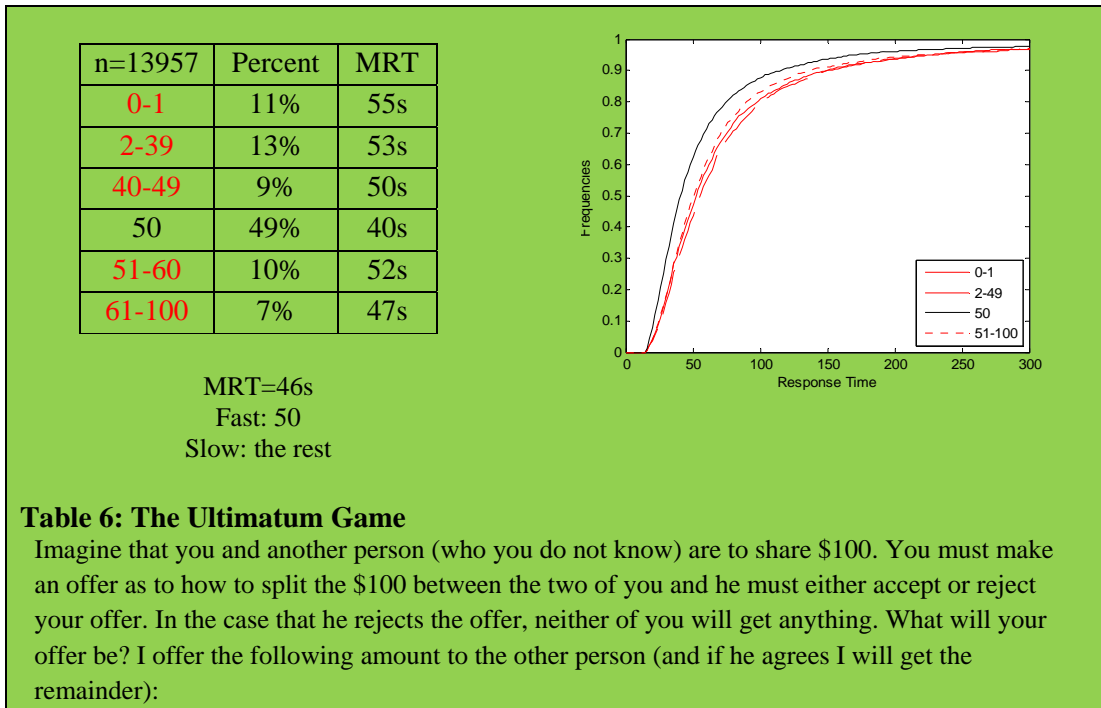 n=13957 Percent MRT
0-1 11% 55s
2-39 13% 53s
40-49 9% 50s
50 49% 40s
51-60 10% 52s
61-100 7% 47s
MRT=46s
Fast: 50
Slow: the rest
1
0.9
0.8
0.7
0.6
0.5
0.4
0.3
0.2
0.1
0
Frequencies
0 50 100 150 200 250 300
Response Time
0-1
2-49
50
51-100
Table 6: The Ultimatum Game
Imagine that you and another person (who you do not know) are to share $100. You must make
an offer as to how to split the $100 between the two of you and he must either accept or reject
your offer. In the case that he rejects the offer, neither of you will get anything. What will your
offer be? I offer the following amount to the other person (and if he agrees I will get the
remainder):